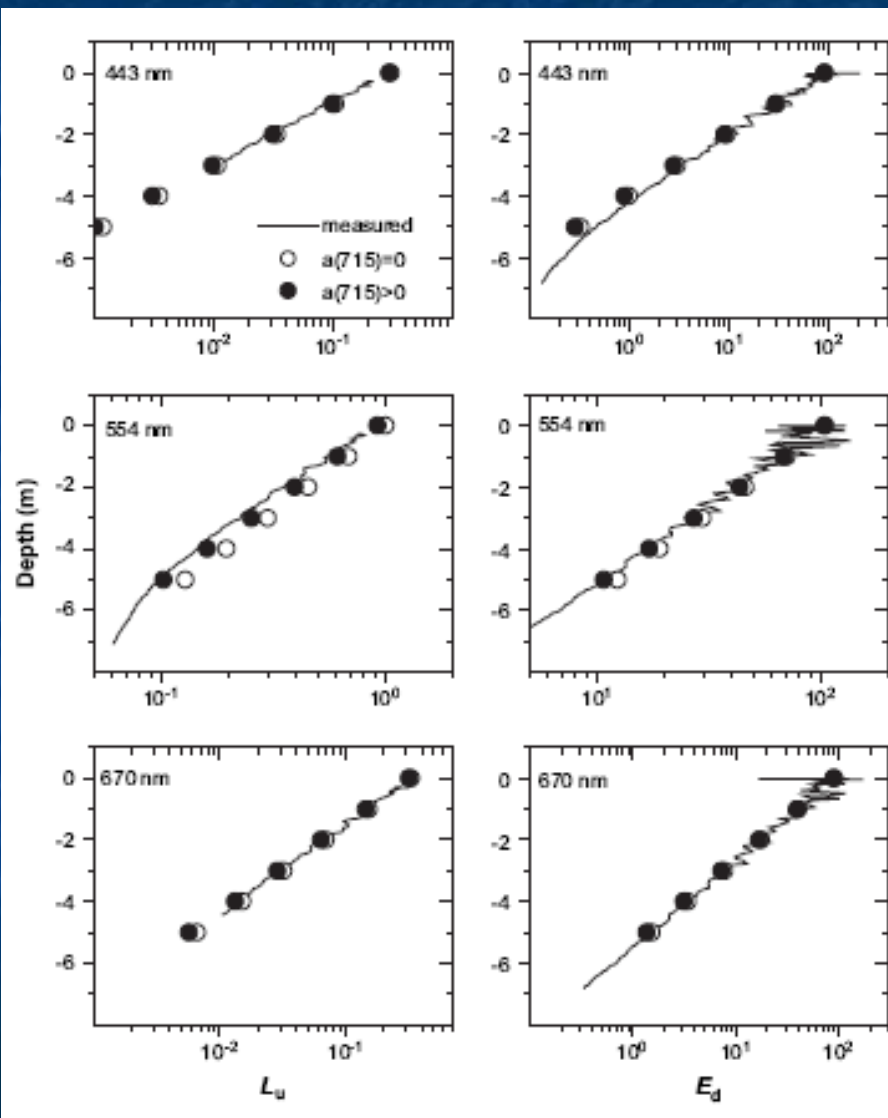 443 nm
0
-2
-4
-6
measured
a(715)=0
a(715)>0
10⁻² 10⁻¹
443 nm
0
-2
-4
-6
10⁰ 10¹ 10²
Depth (m)
554 nm
0
-2
-4
-6
10⁻¹ 10⁰
554 nm
0
-2
-4
-6
10¹ 10²
670 nm
0
-2
-4
-6
10⁻² 10⁻¹
Lᵤ
670 nm
0
-2
-4
-6
10⁰ 10¹ 10²
E_d